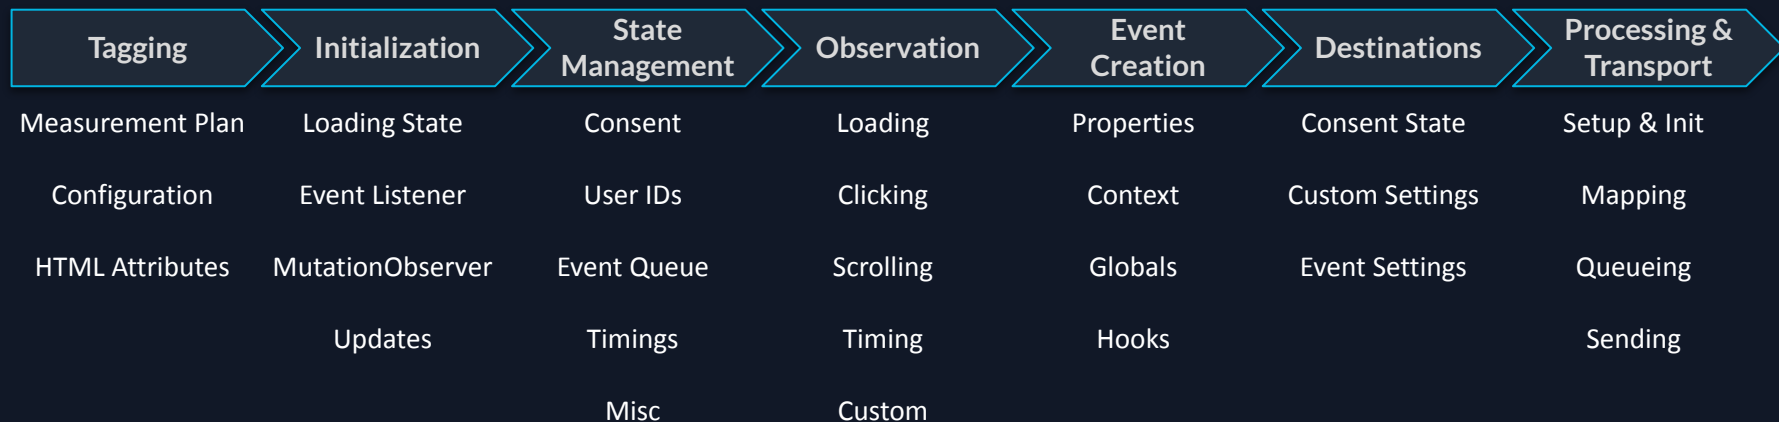 Tagging
Initialization
State
Management
Observation
Event
Creation
Destinations
Processing &
Transport
Measurement Plan
Loading State
Consent
Loading
Properties
Consent State
Setup & Init
Configuration
Event Listener
User IDs
Clicking
Context
Custom Settings
Mapping
HTML Attributes
MutationObserver
Event Queue
Scrolling
Globals
Event Settings
Queueing
Updates
Timings
Timing
Hooks
Sending
Misc
Custom